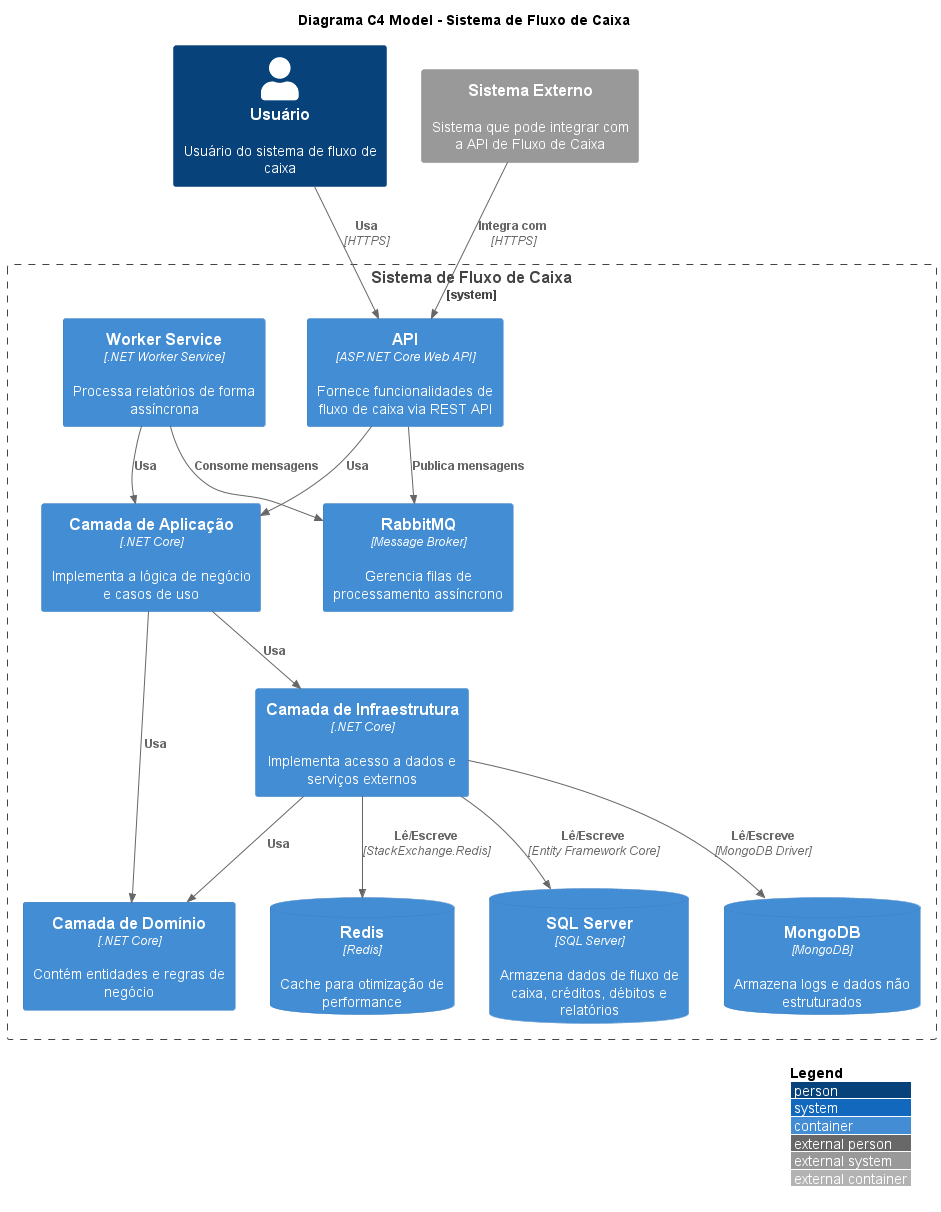 Diagrama C4 Model - Sistema de Fluxo de Caixa
Usuário
Usuário do sistema de fluxo de
caixa
Sistema Externo
Sistema que pode integrar com
a API de Fluxo de Caixa
Usa
[HTTPS]
Integra com
[HTTPS]
Sistema de Fluxo de Caixa
[system]
Worker Service
[.NET Worker Service]
Processa relatórios de forma
assíncrona
API
[ASP.NET Core Web API]
Fornece funcionalidades de
fluxo de caixa via REST API
Usa
Consome mensagens
Usa
Publica mensagens
Camada de Aplicação
[.NET Core]
Implementa a lógica de negócio
e casos de uso
RabbitMQ
[Message Broker]
Gerencia filas de
processamento assíncrono
Usa
Camada de Infraestrutura
[.NET Core]
Implementa acesso a dados e
serviços externos
Usa
Usa
Lê/Escreve
[StackExchange.Redis]
Lê/Escreve
[Entity Framework Core]
Lê/Escreve
[MongoDB Driver]
Camada de Domínio
[.NET Core]
Contém entidades e regras de
negócio
Redis
[Redis]
Cache para otimização de
performance
SQL Server
[SQL Server]
Armazena dados de fluxo de
caixa, créditos, débitos e
relatórios
MongoDB
[MongoDB]
Armazena logs e dados não
estruturados
Legend
person
system
container
external person
external system
external container